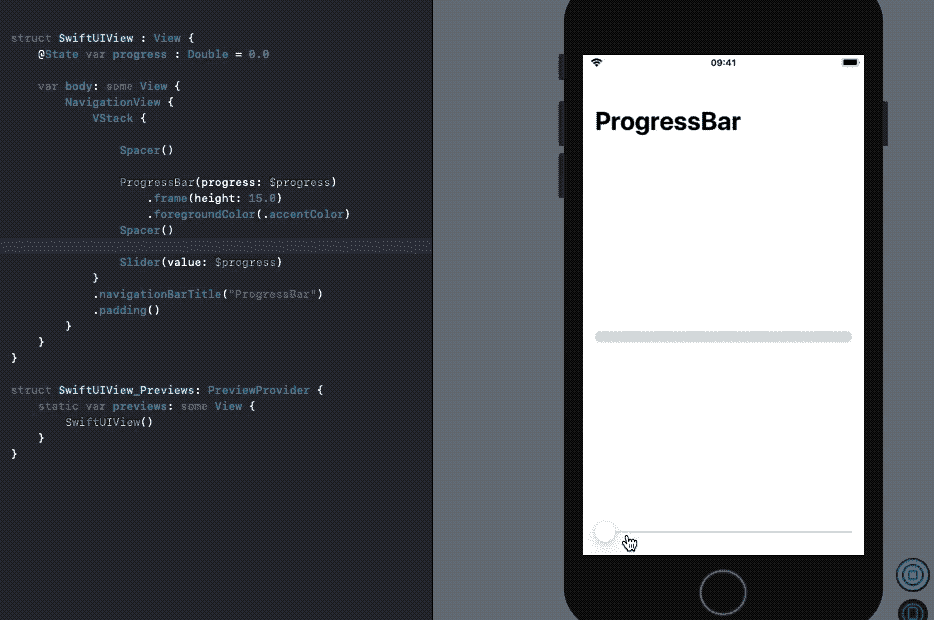 struct SwiftUIView : View {
@State var progress : Double = 0.0
var body: some View {
NavigationView {
VStack {
Spacer()
ProgressBar(progress: $progress)
.frame(height: 15.0)
.foregroundColor(.accentColor)
Spacer()
Slider(value: $progress)
}
.navigationBarTitle("ProgressBar")
.padding()
}
}
}
struct SwiftUIView_Previews: PreviewProvider {
static var previews: some View {
SwiftUIView()
}
}
09:41
ProgressBar